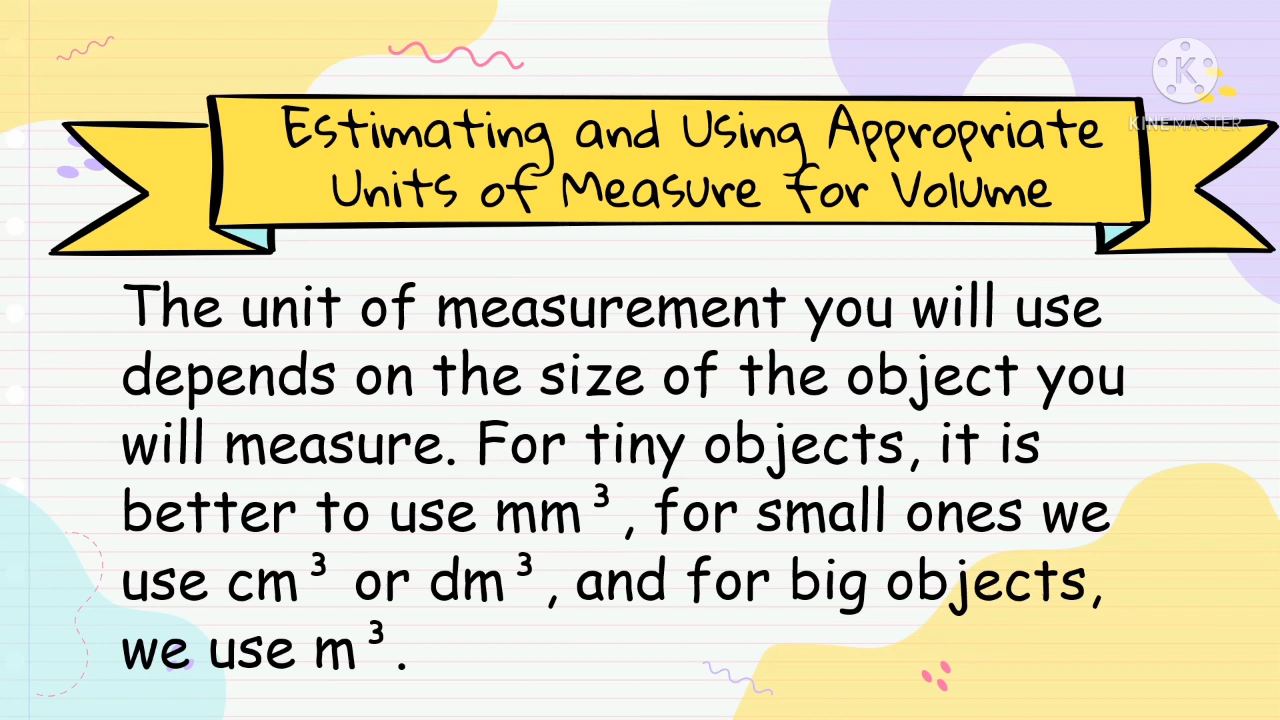 K
KINEMASTER
Estimating and Using Appropriate
Units of Measure for Volume
The unit of measurement you will use
depends on the size of the object you
will measure. For tiny objects, it is
better to use mm³, for small ones we
use cm³ or dm³, and for big objects,
we use m³.